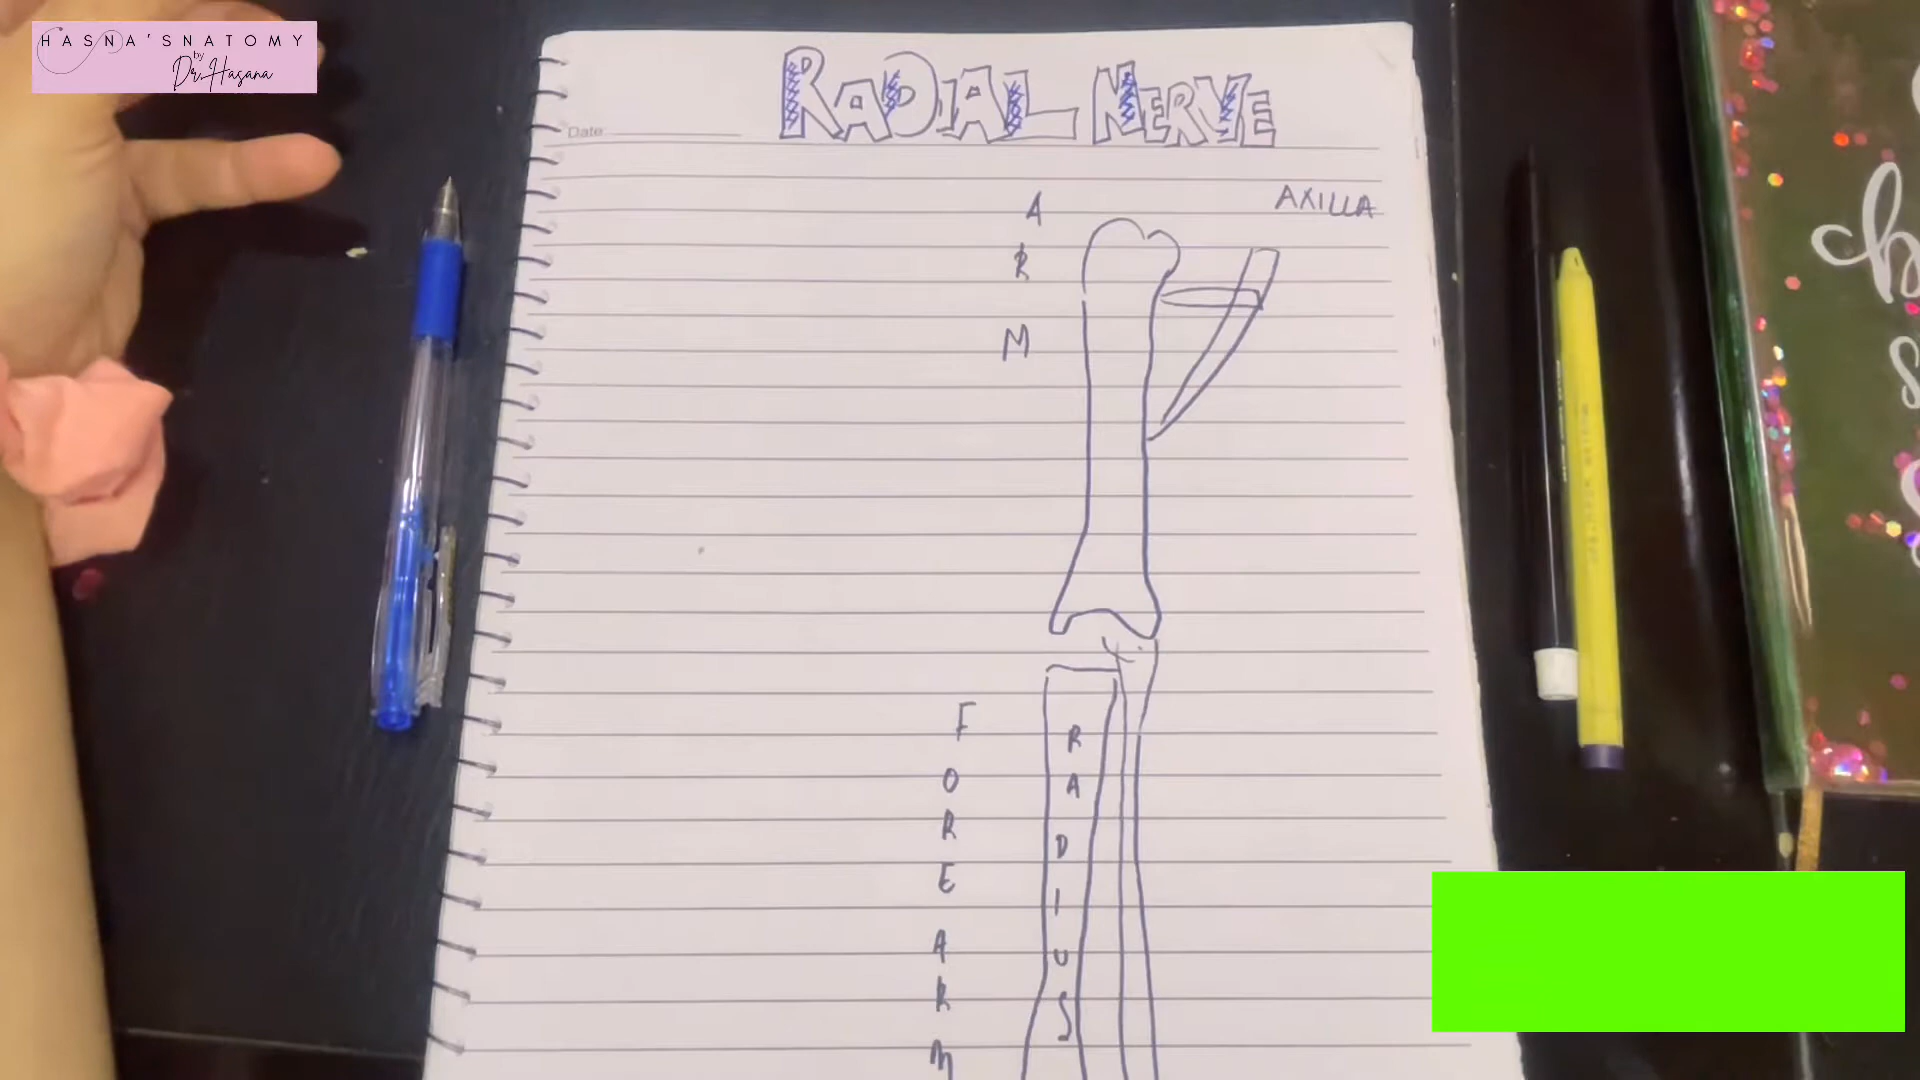 HASNA'SNATOMY
by
Dr.Hasana
RADIAL NERVE
Date:
AXILLA
A
R
M
F
O
R
E
A
R
M
R
A
D
I
U
S